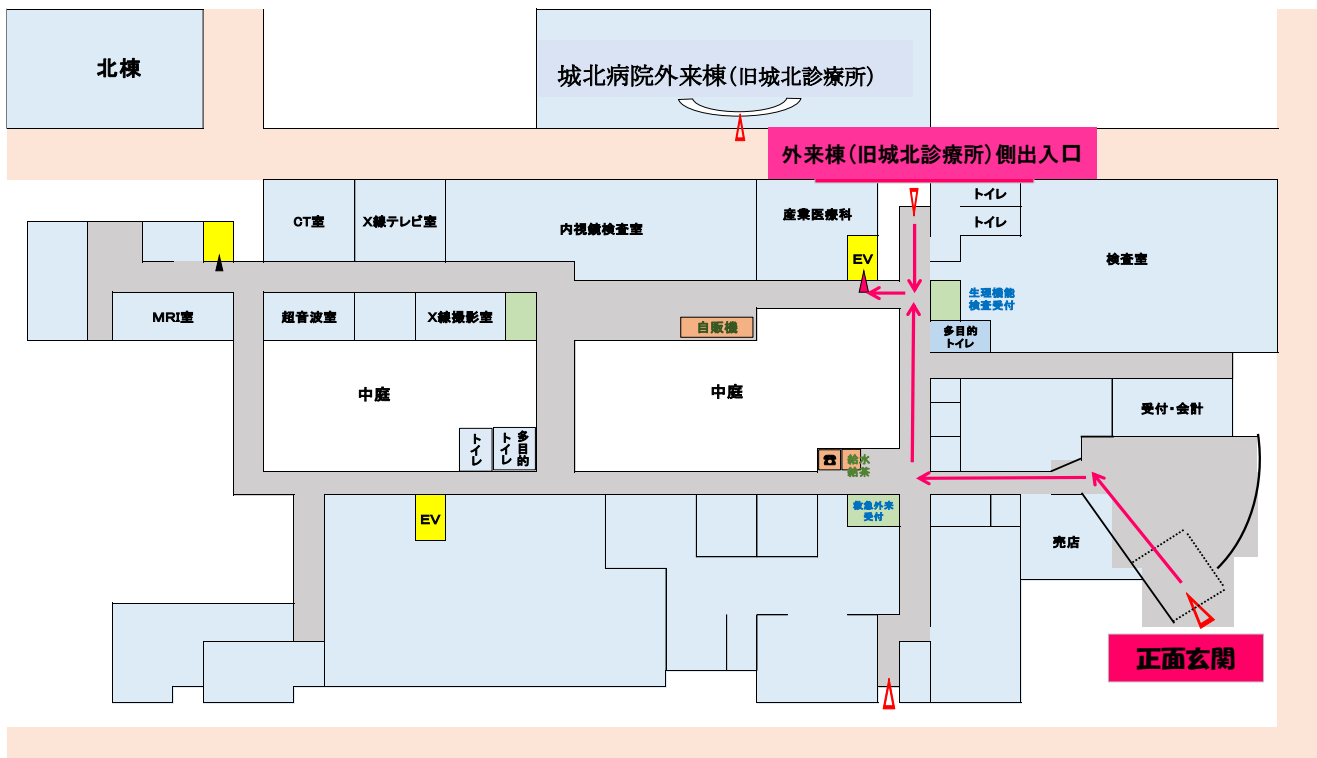 北棟
城北病院外来棟(旧城北診療所)
外来棟(旧城北診療所)側出入口
CT室
X線テレビ室
内視鏡検査室
産業医療科
トイレ
トイレ
検査室
EV
生理機能
検査受付
MRI室
超音波室
X線撮影室
自販機
多目的
トイレ
中庭
中庭
受付・会計
トイレ
多目的
トイレ
☎
給水
給茶
EV
救急外来
受付
売店
正面玄関